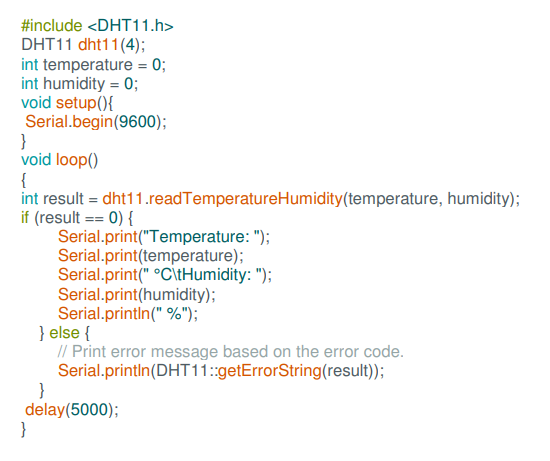 #include <DHT11.h>
DHT11 dht11(4);
int temperature = 0;
int humidity = 0;
void setup(){
Serial.begin(9600);
}
void loop()
{
int result = dht11.readTemperatureHumidity(temperature, humidity);
if (result == 0) {
Serial.print("Temperature: ");
Serial.print(temperature);
Serial.print(" °C\tHumidity: ");
Serial.print(humidity);
Serial.println(" %");
} else {
// Print error message based on the error code.
Serial.println(DHT11::getErrorString(result));
}
delay(5000);
}